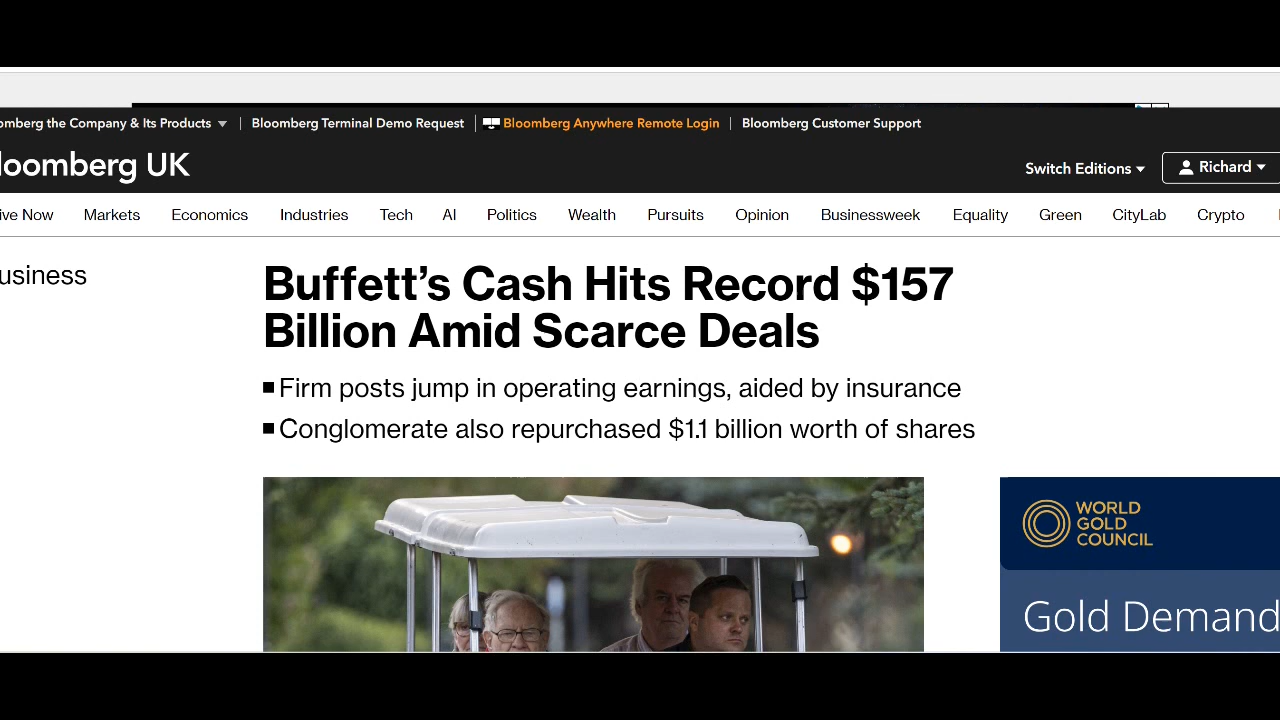 omberg the Company & Its Products
Bloomberg Terminal Demo Request
Bloomberg Anywhere Remote Login
Bloomberg Customer Support
loomberg UK
Switch Editions
Richard
ive Now
Markets
Economics
Industries
Tech
AI
Politics
Wealth
Pursuits
Opinion
Businessweek
Equality
Green
CityLab
Crypto
usiness
Buffett’s Cash Hits Record $157
Billion Amid Scarce Deals
Firm posts jump in operating earnings, aided by insurance
Conglomerate also repurchased $1.1 billion worth of shares
WORLD
GOLD
COUNCIL
Gold Demand